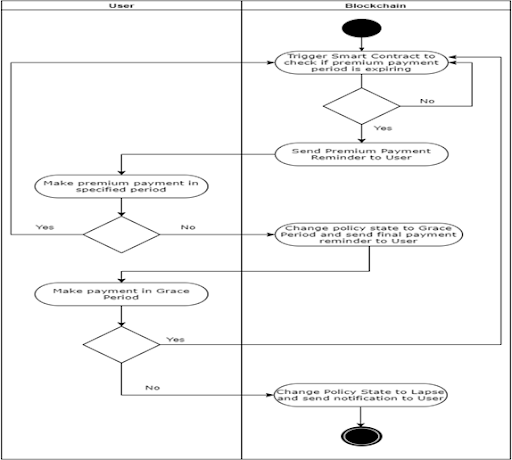 User
Blockchain
Trigger Smart Contract to
check if premium payment
period is expiring
No
Yes
Send Premium Payment
Reminder to User
Make premium payment in
specified period
Yes
No
Change policy state to Grace
Period and send final payment
reminder to User
Make payment in Grace
Period
Yes
No
Change Policy State to Lapse
and send notification to User